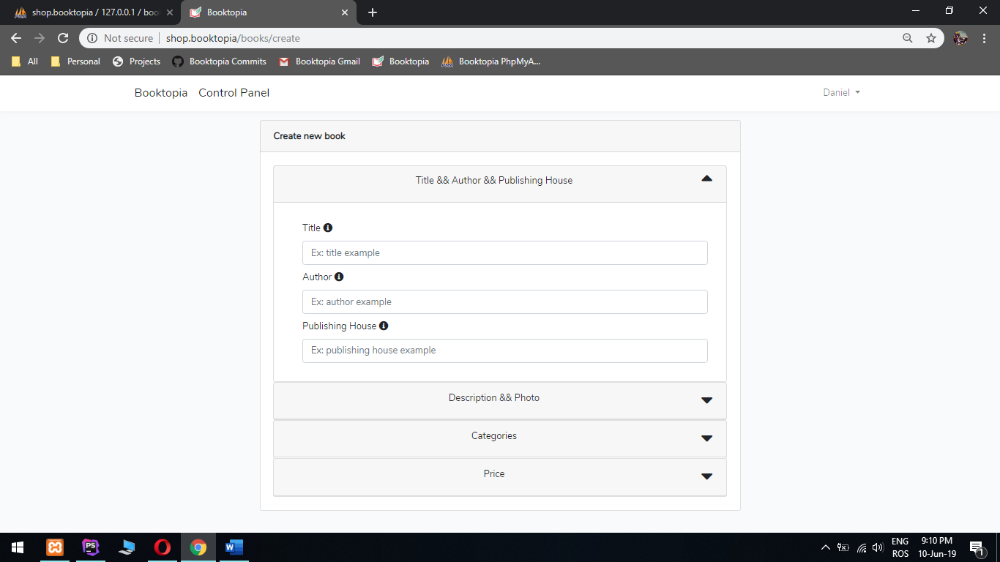 shop.booktopia / 127.0.0.1 / boo
Booktopia
Not secure
shop.booktopia/books/create
All
Personal
Projects
Booktopia Commits
Booktopia Gmail
Booktopia
Booktopia PhpMyA...
Booktopia
Control Panel
Daniel
Create new book
Title && Author && Publishing House
Title
Ex: title example
Author
Ex: author example
Publishing House
Ex: publishing house example
Description && Photo
Categories
Price
PS
W
ENG
ROS
9:10 PM
10-Jun-19
1